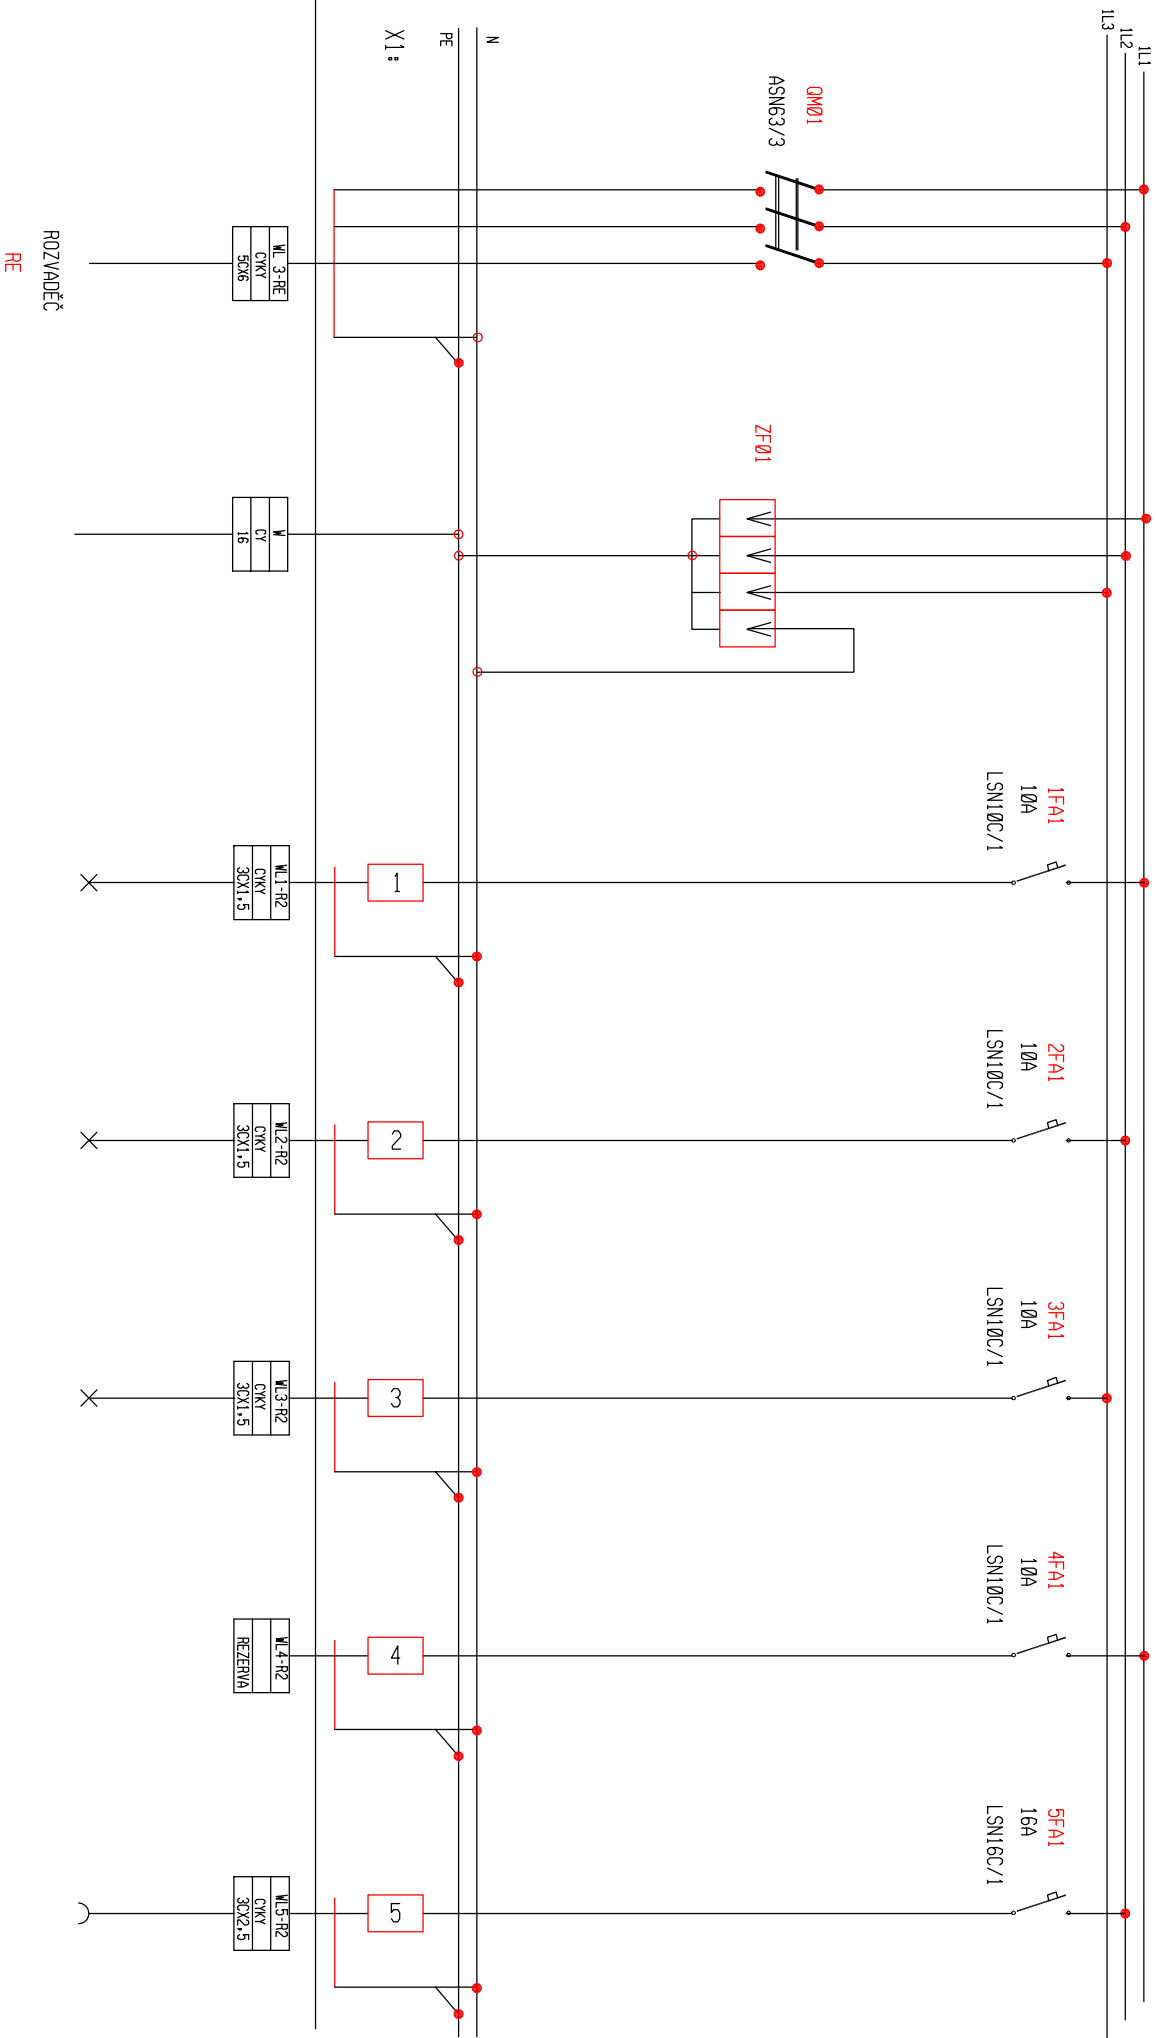 1L1
1L2
1L3
QM01
ASN63/3
ZF01
1FA1
10A
LSN10C/1
2FA1
10A
LSN10C/1
3FA1
10A
LSN10C/1
4FA1
10A
LSN10C/1
5FA1
16A
LSN16C/1
N
PE
X1:
1
2
3
4
5
WL 3-RE
CYKY
5CX6
W
CY
16
WL1-R2
CYKY
3CX1,5
WL2-R2
CYKY
3CX1,5
WL3-R2
CYKY
3CX1,5
WL4-R2
REZERVA
WL5-R2
CYKY
3CX2,5
ROZVADĚČ
RE